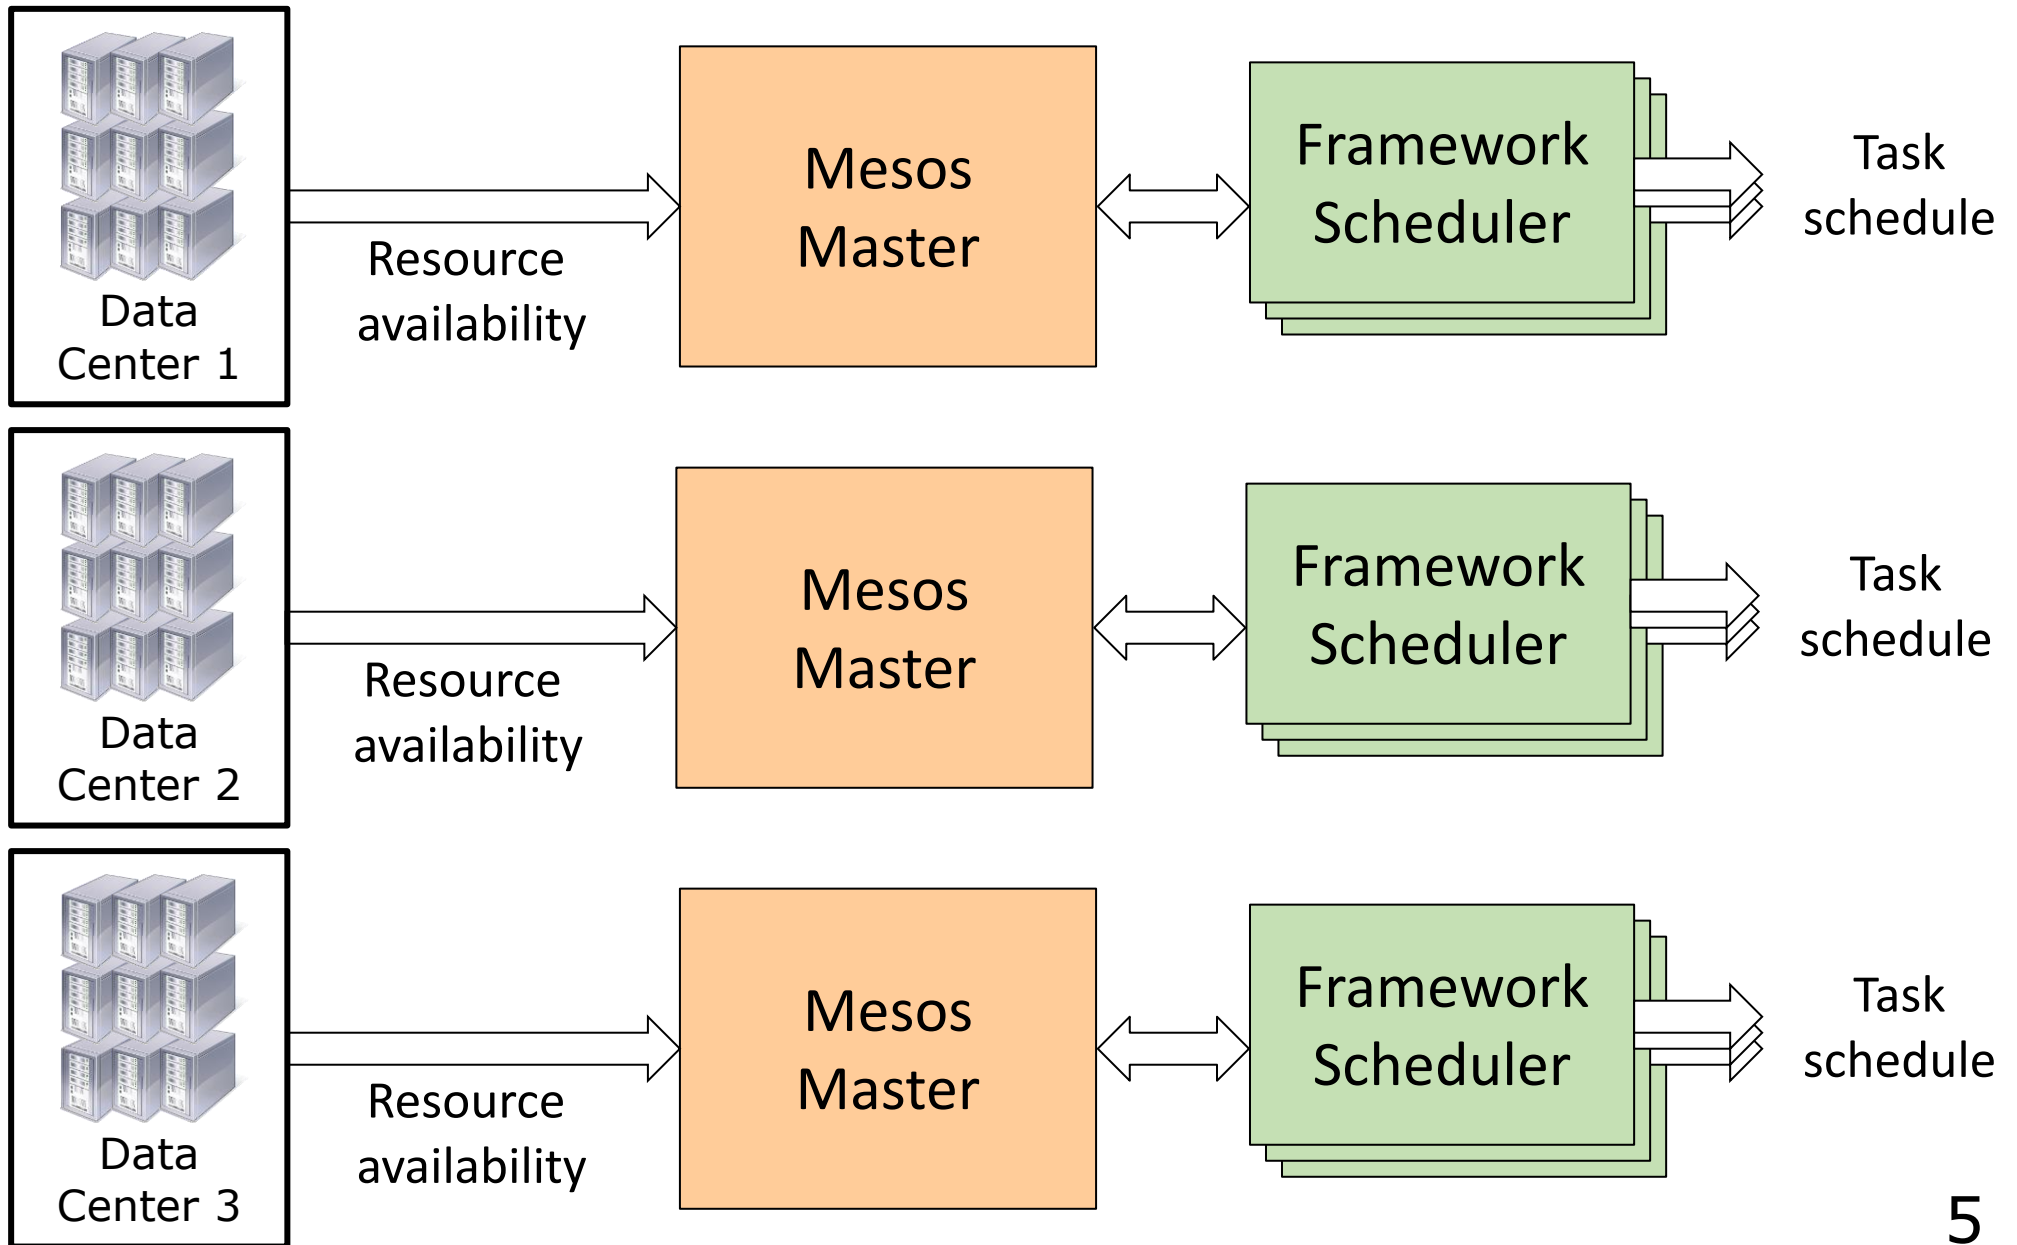 Data
Center 1
Resource
availability
Mesos
Master
Framework
Scheduler
Task
schedule
Data
Center 2
Resource
availability
Mesos
Master
Framework
Scheduler
Task
schedule
Data
Center 3
Resource
availability
Mesos
Master
Framework
Scheduler
Task
schedule
5